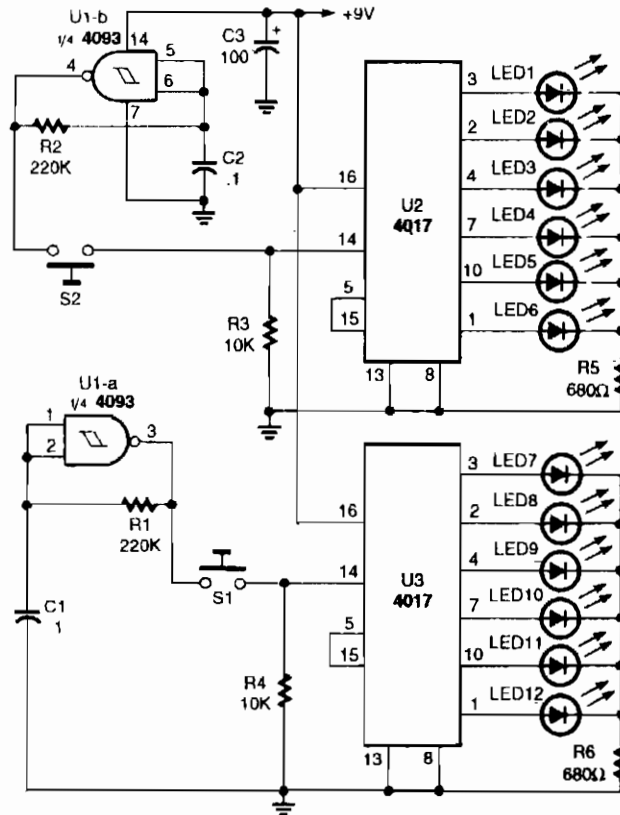 U1-b
1/4 4093
14
4
5
6
7
R2
220K
C2
.1
S2
C3
100
+
+9V
16
14
5
15
13
8
U2
4017
3
2
4
7
10
1
LED1
LED2
LED3
LED4
LED5
LED6
R5
680Ω
R3
10K
U1-a
1/4 4093
1
2
3
R1
220K
C1
1
S1
R4
10K
16
14
5
15
13
8
U3
4017
3
2
4
7
10
1
LED7
LED8
LED9
LED10
LED11
LED12
R6
680Ω